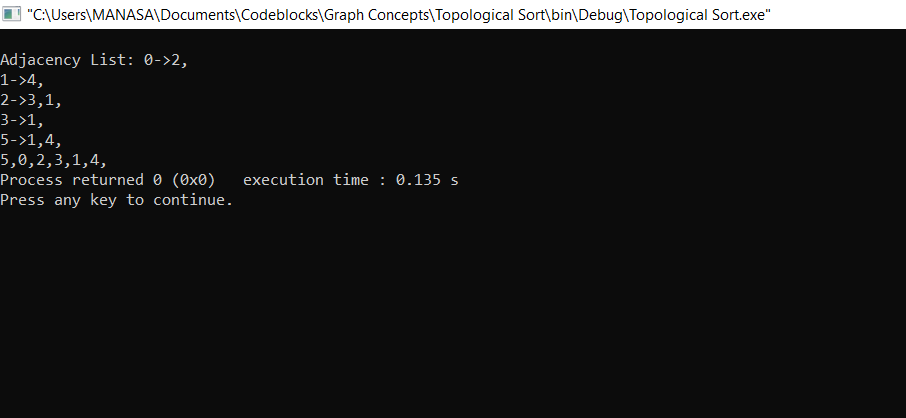 "C:\Users\MANASA\Documents\Codeblocks\Graph Concepts\Topological Sort\bin\Debug\Topological Sort.exe"
Adjacency List: 0->2,
1->4,
2->3,1,
3->1,
5->1,4,
5,0,2,3,1,4,
Process returned 0 (0x0)   execution time : 0.135 s
Press any key to continue.